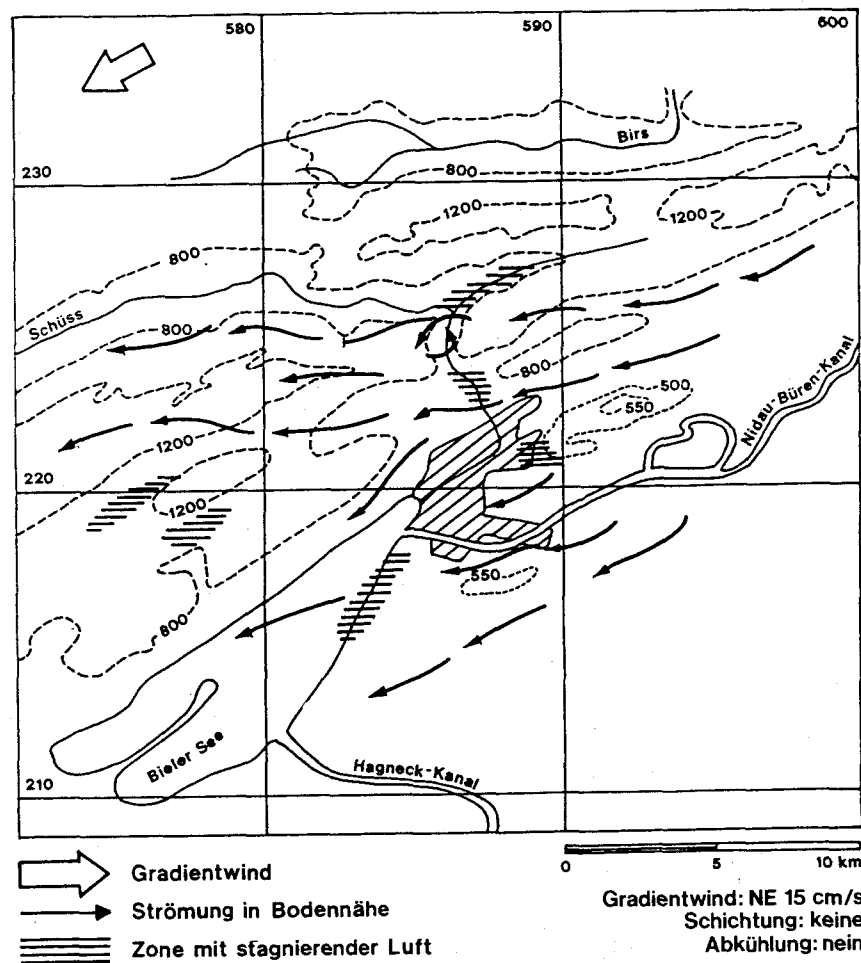 580
590
600
Birs
230
800
1200
1200
800
Schüss
800
800
500
550
Nidau-Büren-Kanal
1200
220
1200
550
800
Bieler See
Hagneck-Kanal
210
Gradientwind
Strömung in Bodennähe
Zone mit stagnierender Luft
0 5 10 km
Gradientwind: NE 15 cm/s
Schichtung: keine
Abkühlung: nein